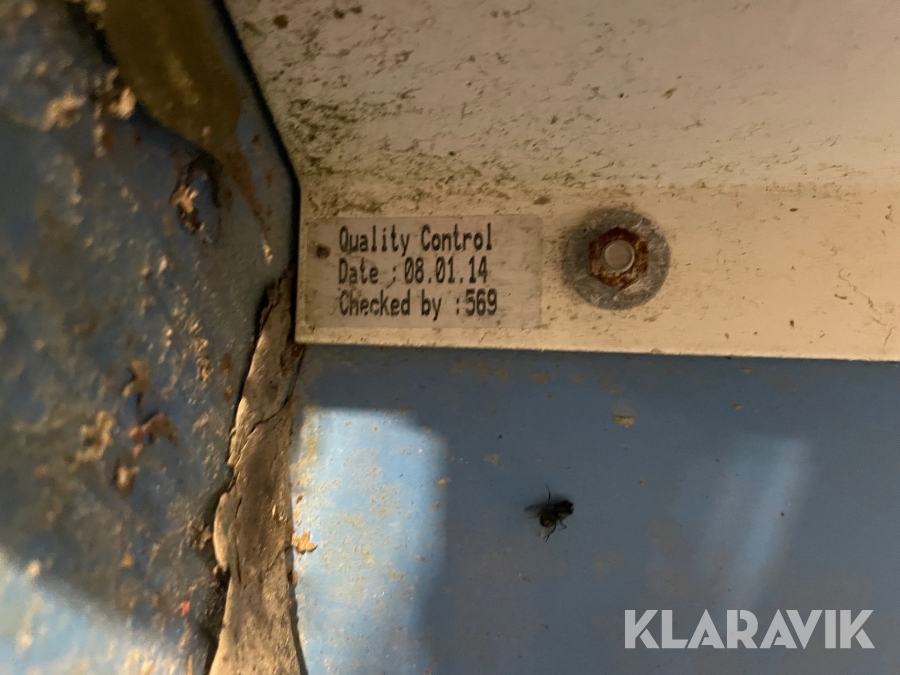 Quality Control
Date : 08.01.14
Checked by : 569
KLARAVIK